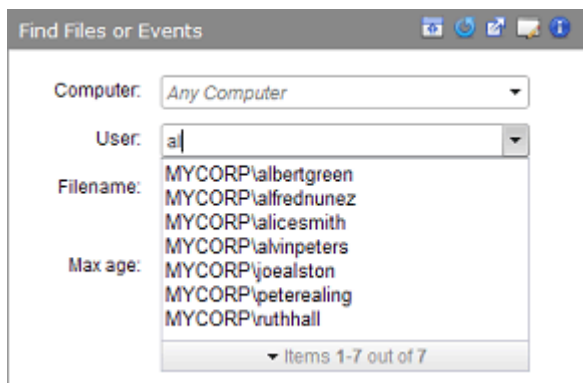 Find Files or Events
Computer: Any Computer
User: al
MYCORP\albertgreen
Filename: MYCORP\alfrednunez
MYCORP\alicesmith
MYCORP\alvinpeters
Max age: MYCORP\joealston
MYCORP\peterealing
MYCORP\ruthhall
Items 1-7 out of 7